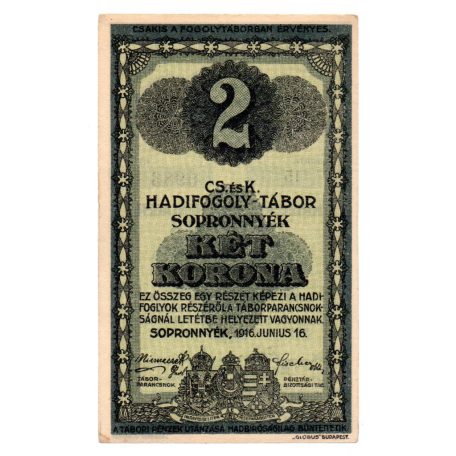 CSAKIS A FOGOLYTÁBORBAN ÉRVÉNYES.
2
CS. ÉS K.
HADIFOGOLY-TÁBOR
SOPRONNYÉK
KÉT
KORONA
EZ ÖSSZEG EGY RÉSZÉT KÉPEZI A HADI-
FOGLYOK RÉSZÉRŐL A TÁBORPARANCSNOK-
SÁGNÁL LETÉTBE HELYEZETT VAGYONNAK.
SOPRONNYÉK, 1916. JUNIUS 16.
TÁBOR-
PARANCSNOK
PÉNZTÁR-
BIZOTTSÁGI TAG
A TÁBORI PÉNZEK UTÁNZÁSA HADBIRÓSÁGILAG BÜNTETTETIK.
„GLOBUS" BUDAPEST.